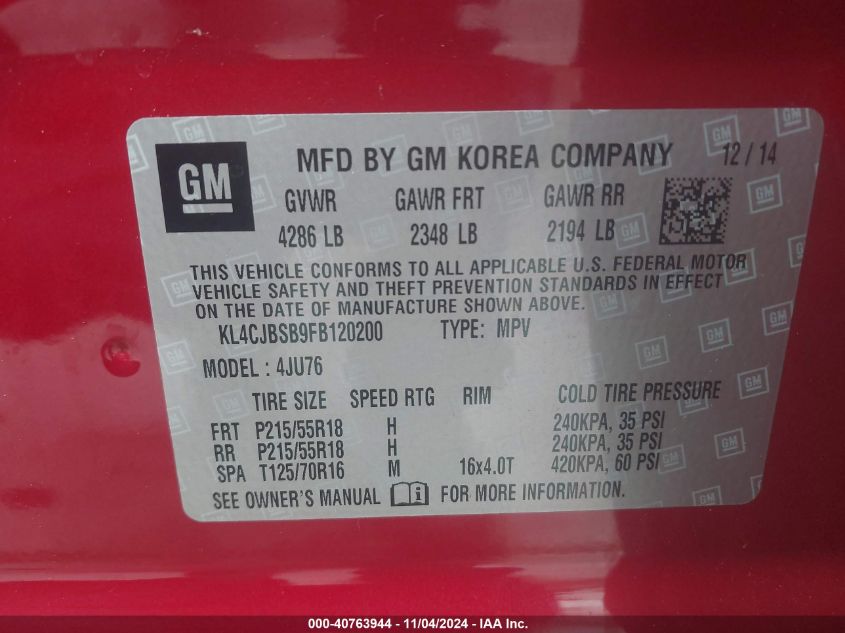 GM MFD BY GM KOREA COMPANY 12/14
GVWR GAWR FRT GAWR RR
4286 LB 2348 LB 2194 LB
THIS VEHICLE CONFORMS TO ALL APPLICABLE U.S. FEDERAL MOTOR
VEHICLE SAFETY AND THEFT PREVENTION STANDARDS IN EFFECT
ON THE DATE OF MANUFACTURE SHOWN ABOVE.
KL4CJBSB9FB120200 TYPE: MPV
MODEL : 4JU76
TIRE SIZE SPEED RTG RIM COLD TIRE PRESSURE
FRT P215/55R18 H 240KPA, 35 PSI
RR P215/55R18 H 240KPA, 35 PSI
SPA T125/70R16 M 16x4.0T 420KPA, 60 PSI
SEE OWNER'S MANUAL i FOR MORE INFORMATION.
000-40763944 - 11/04/2024 - IAA Inc.